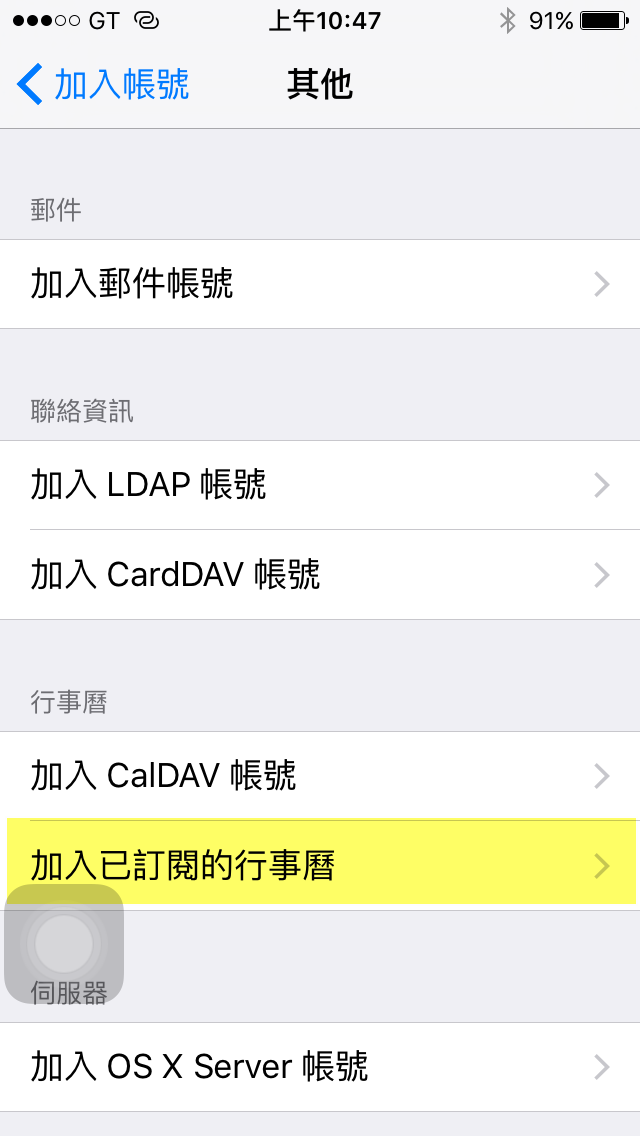 GT 上午10:47 91%
加入帳號 其他
郵件
加入郵件帳號
聯絡資訊
加入 LDAP 帳號
加入 CardDAV 帳號
行事曆
加入 CalDAV 帳號
加入已訂閱的行事曆
伺服器
加入 OS X Server 帳號